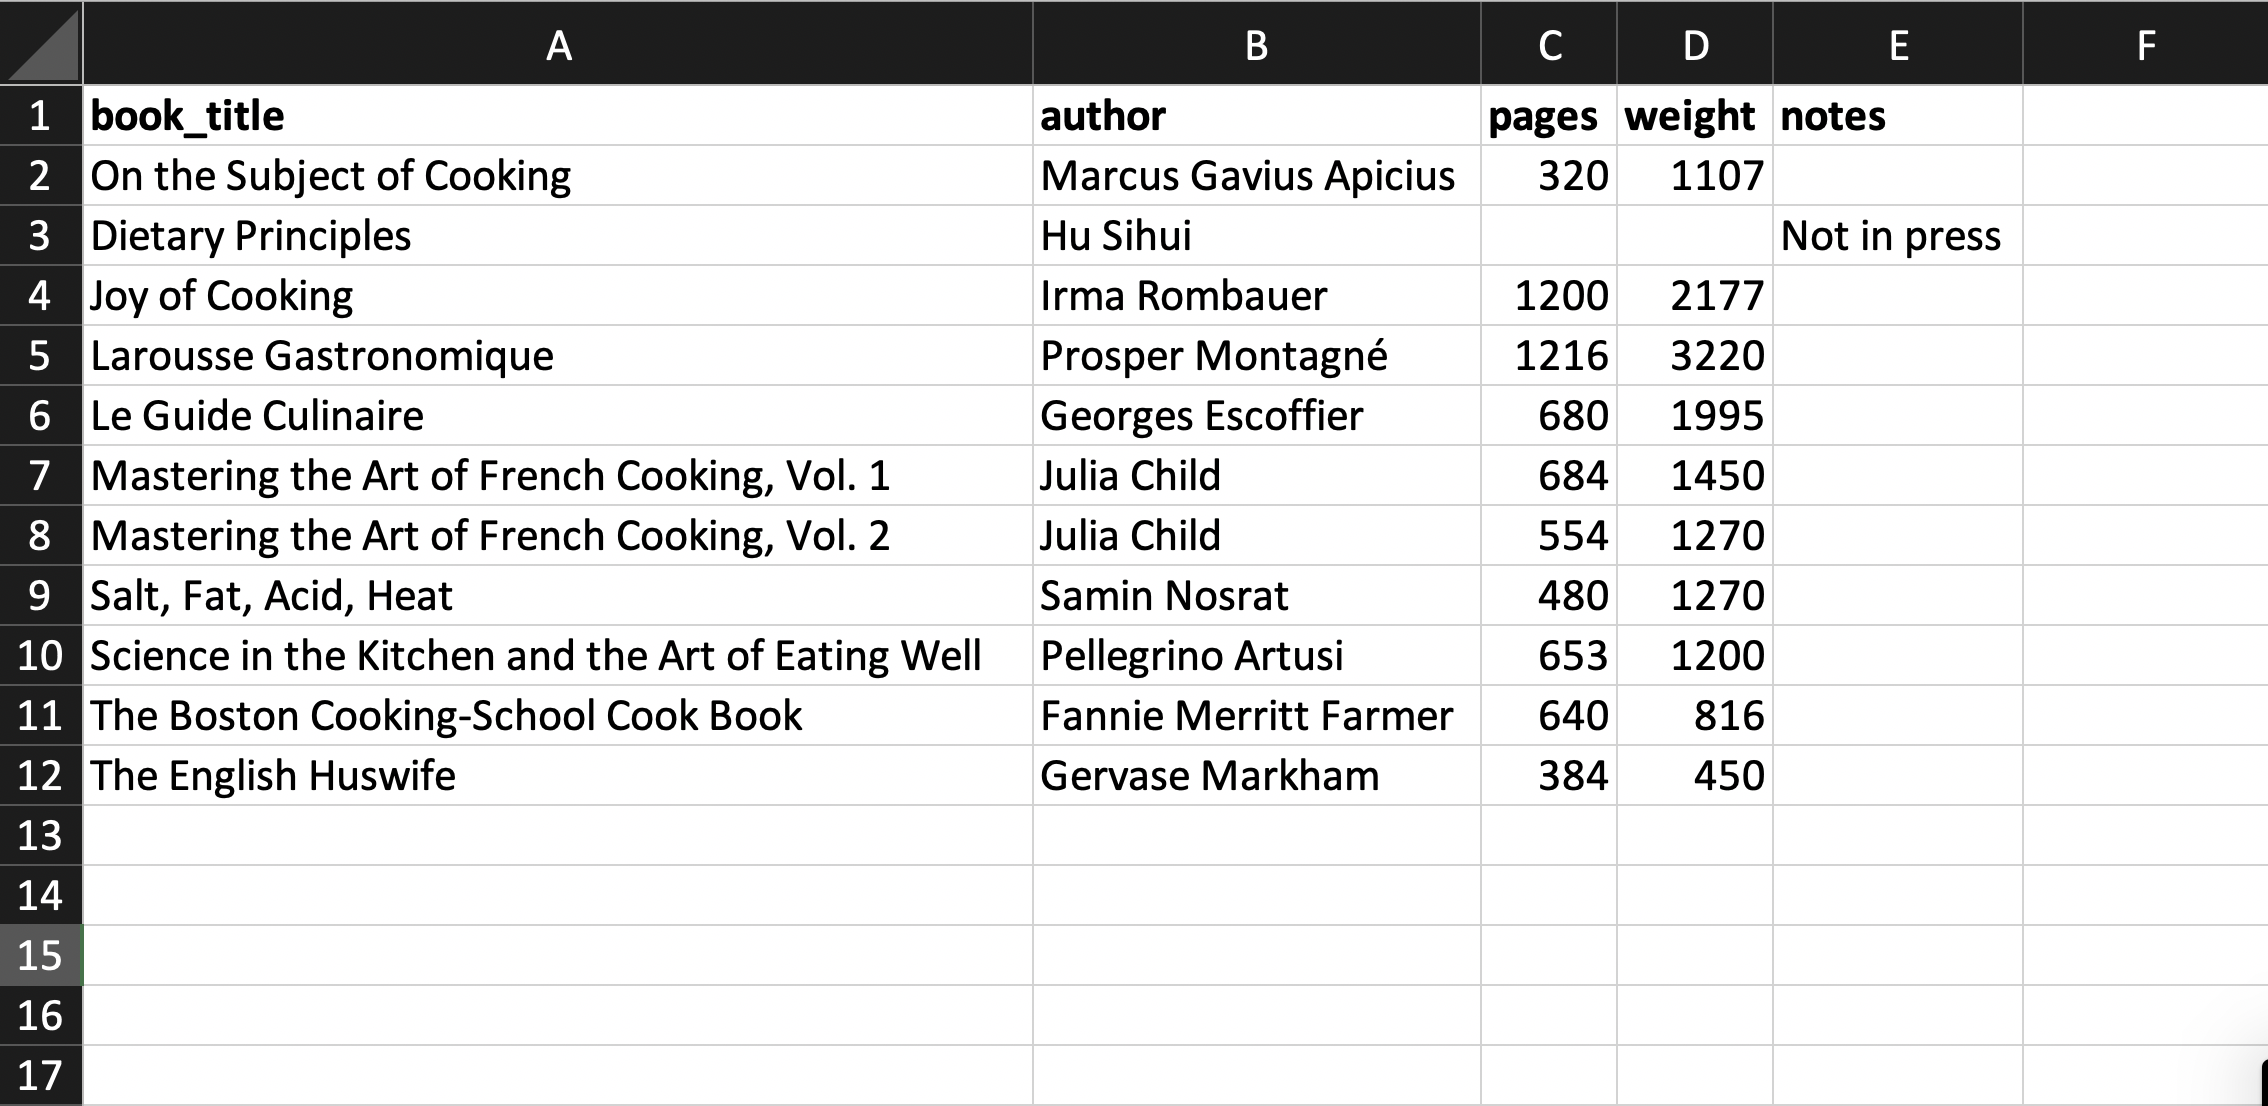 A B C D E F
1 book_title author pages weight notes
2 On the Subject of Cooking Marcus Gavius Apicius 320 1107
3 Dietary Principles Hu Sihui Not in press
4 Joy of Cooking Irma Rombauer 1200 2177
5 Larousse Gastronomique Prosper Montagné 1216 3220
6 Le Guide Culinaire Georges Escoffier 680 1995
7 Mastering the Art of French Cooking, Vol. 1 Julia Child 684 1450
8 Mastering the Art of French Cooking, Vol. 2 Julia Child 554 1270
9 Salt, Fat, Acid, Heat Samin Nosrat 480 1270
10 Science in the Kitchen and the Art of Eating Well Pellegrino Artusi 653 1200
11 The Boston Cooking-School Cook Book Fannie Merritt Farmer 640 816
12 The English Huswife Gervase Markham 384 450
13
14
15
16
17